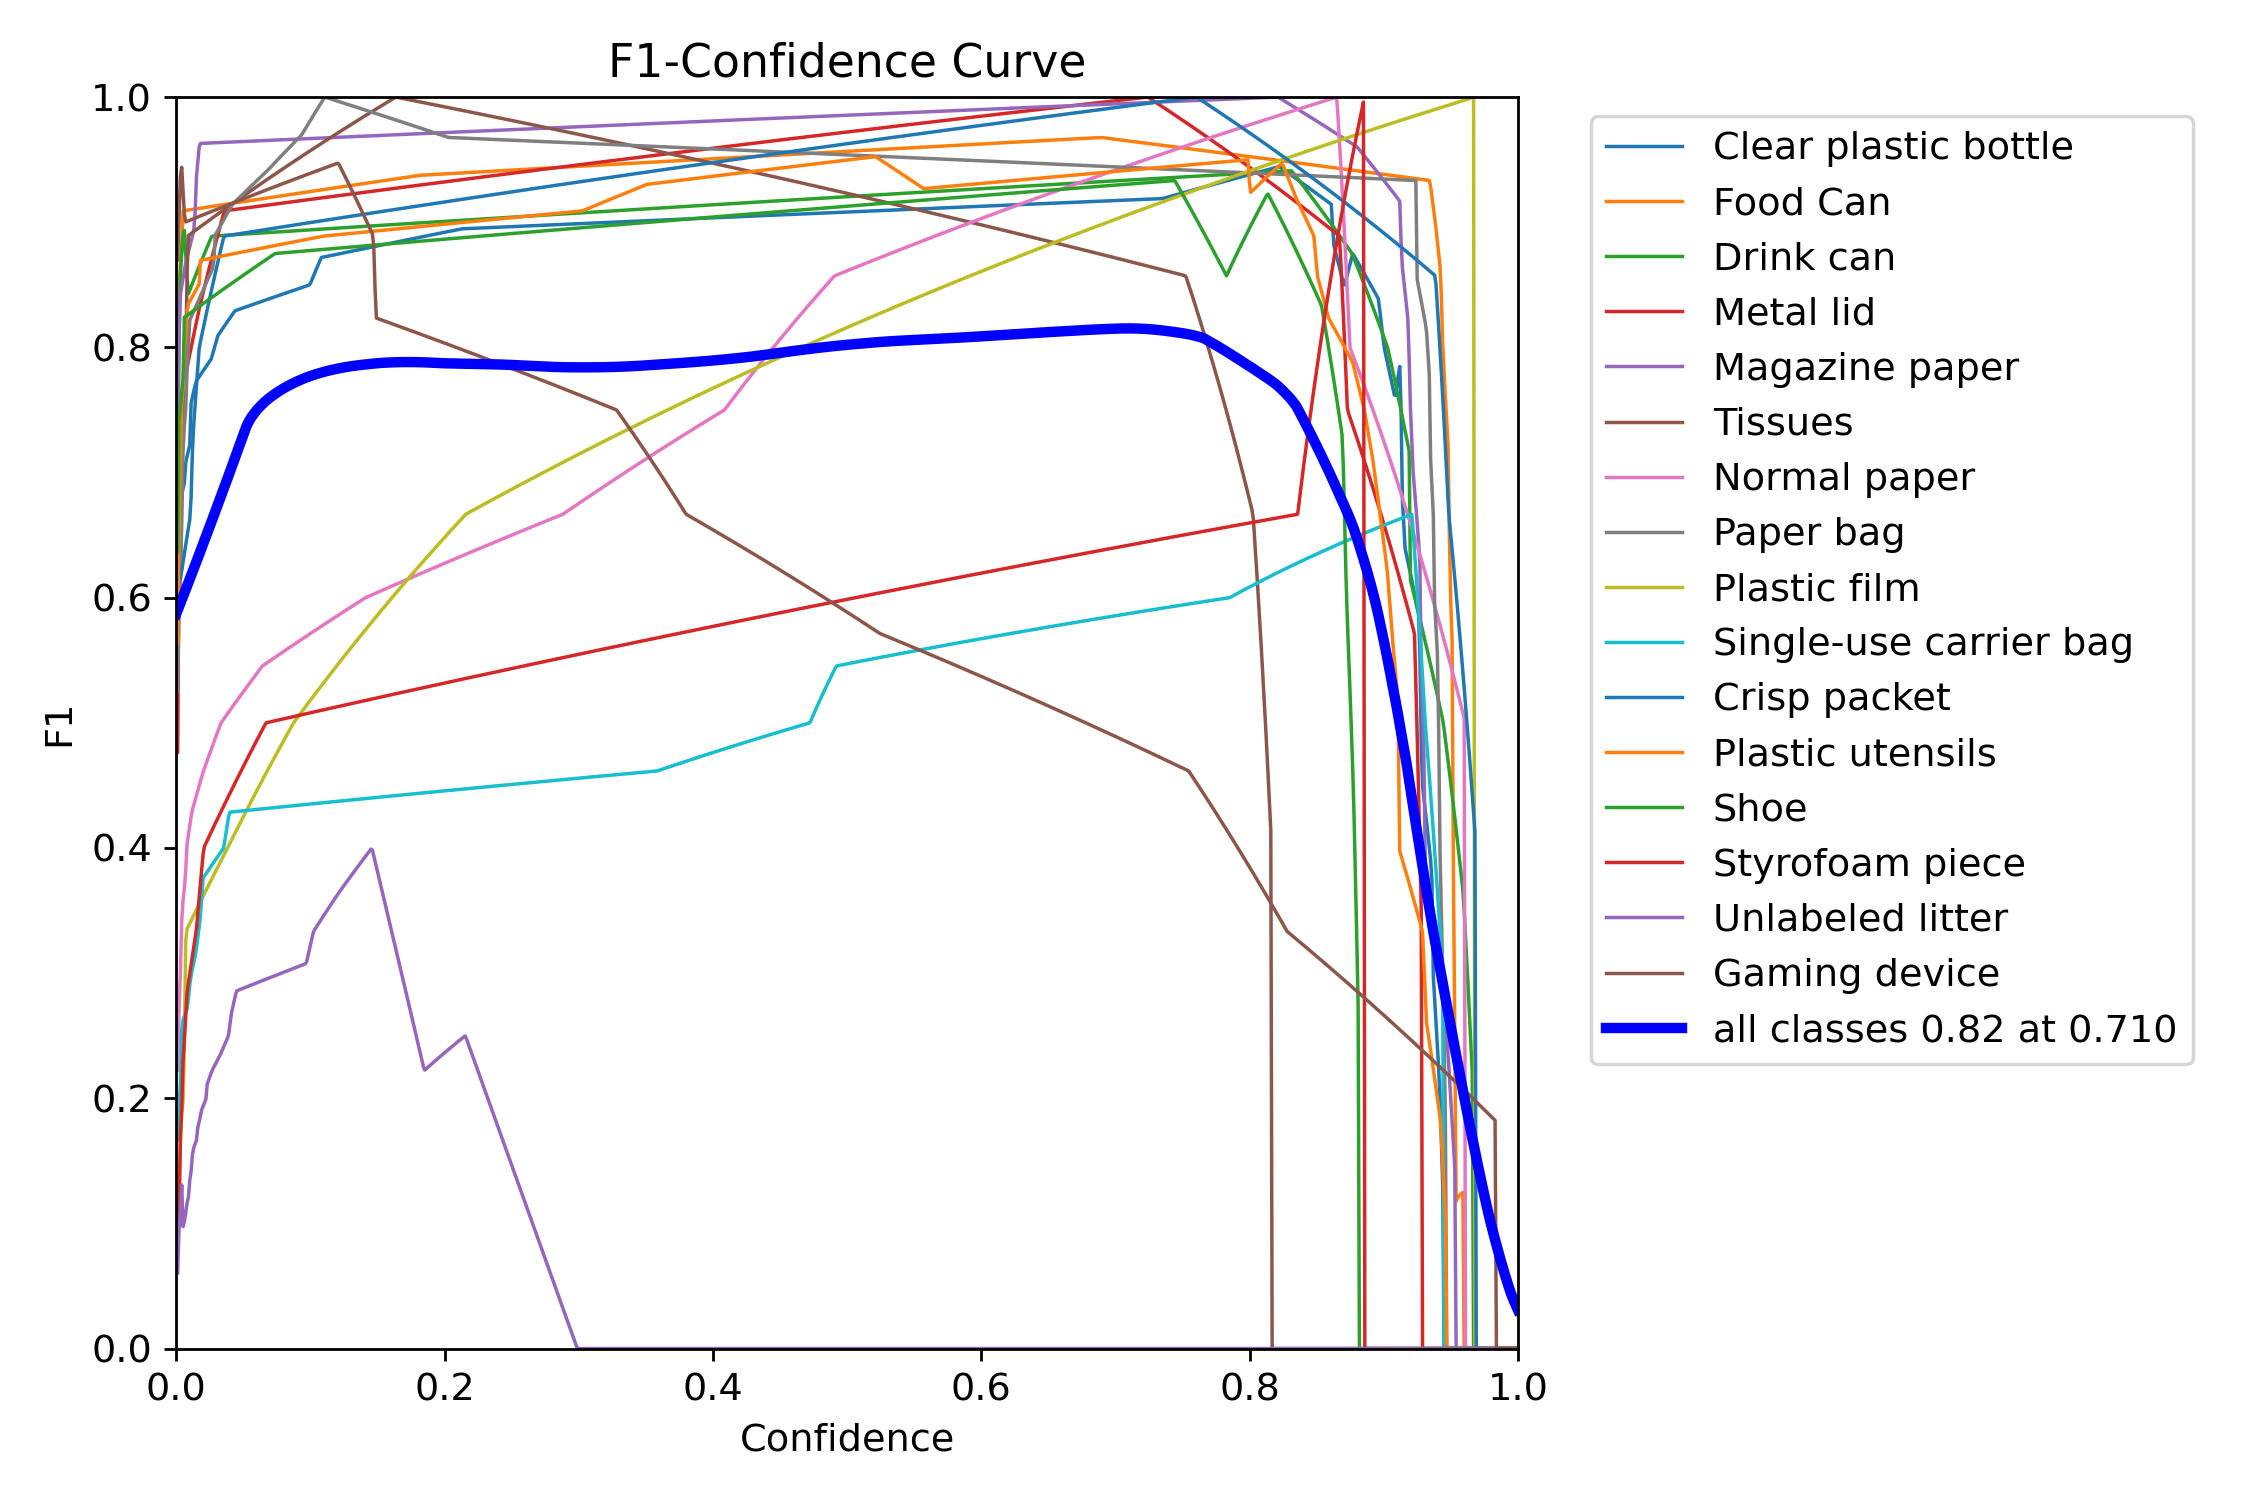 F1-Confidence Curve
1.0
0.8
0.6
0.4
0.2
0.0
F1
0.0 0.2 0.4 0.6 0.8 1.0
Confidence
Clear plastic bottle
Food Can
Drink can
Metal lid
Magazine paper
Tissues
Normal paper
Paper bag
Plastic film
Single-use carrier bag
Crisp packet
Plastic utensils
Shoe
Styrofoam piece
Unlabeled litter
Gaming device
all classes 0.82 at 0.710